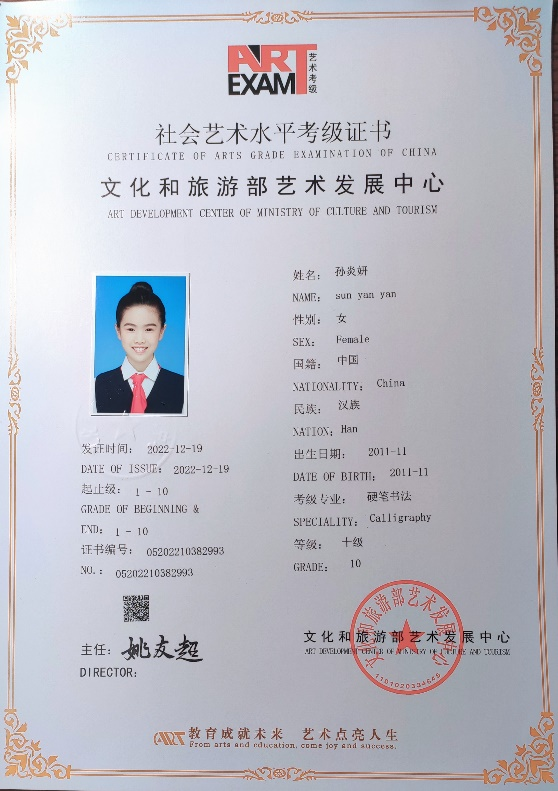 ART
EXAM
艺术考级
社会艺术水平考级证书
CERTIFICATE OF ARTS GRADE EXAMINATION OF CHINA
文化和旅游部艺术发展中心
ART DEVELOPMENT CENTER OF MINISTRY OF CULTURE AND TOURISM
姓名： 孙炎妍
NAME： sun yan yan
性别： 女
SEX： Female
国籍： 中国
NATIONALITY： China
民族： 汉族
NATION： Han
出生日期： 2011-11
DATE OF BIRTH： 2011-11
考级专业： 硬笔书法
SPECIALITY： Calligraphy
等级： 十级
GRADE： 10
发证时间： 2022-12-19
DATE OF ISSUE： 2022-12-19
起止级： 1 - 10
GRADE OF BEGINNING &
END： 1 - 10
证书编号： 05202210382993
NO.： 05202210382993
主任： 姚友超
DIRECTOR:
文化和旅游部艺术发展中心
ART DEVELOPMENT CENTER OF MINISTRY OF CULTURE AND TOURISM
文化和旅游部艺术发展中心
ART 教育成就未来 艺术点亮人生
From arts and education, come joy and success.